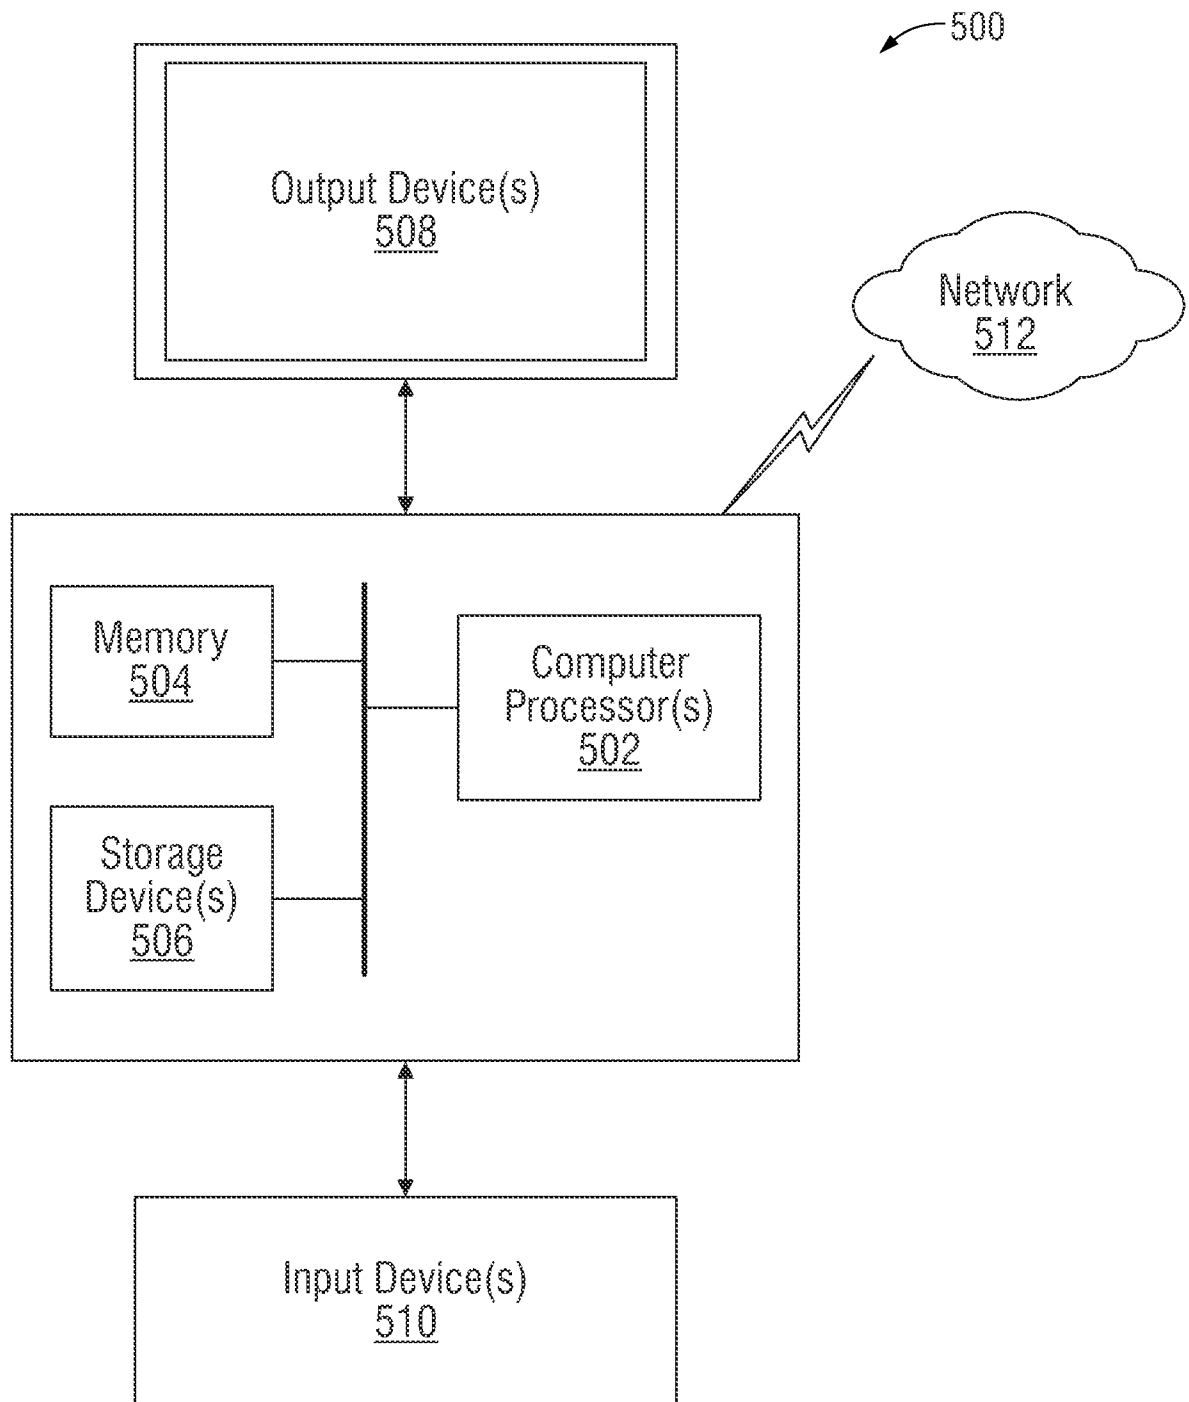 500
Output Device(s)
508
Network
512
Memory
504
Computer
Processor(s)
502
Storage
Device(s)
506
Input Device(s)
510